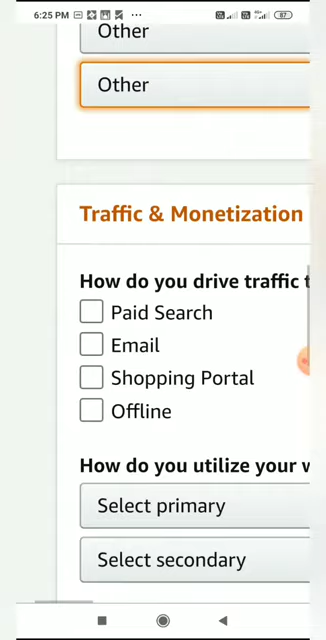 6:25 PM
87
Other
Other
Traffic & Monetization
How do you drive traffic t
Paid Search
Email
Shopping Portal
Offline
How do you utilize your w
Select primary
Select secondary